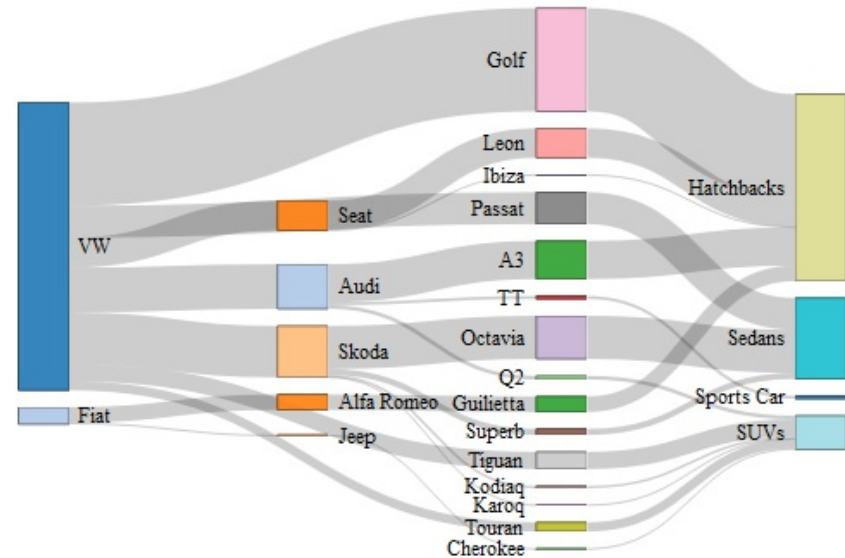 VW
Fiat
Seat
Audi
Skoda
Alfa Romeo
Jeep
Golf
Leon
Ibiza
Passat
A3
TT
Octavia
Q2
Guilietta
Superb
Tiguan
Kodiaq
Karoq
Touran
Cherokee
Hatchbacks
Sedans
Sports Car
SUVs